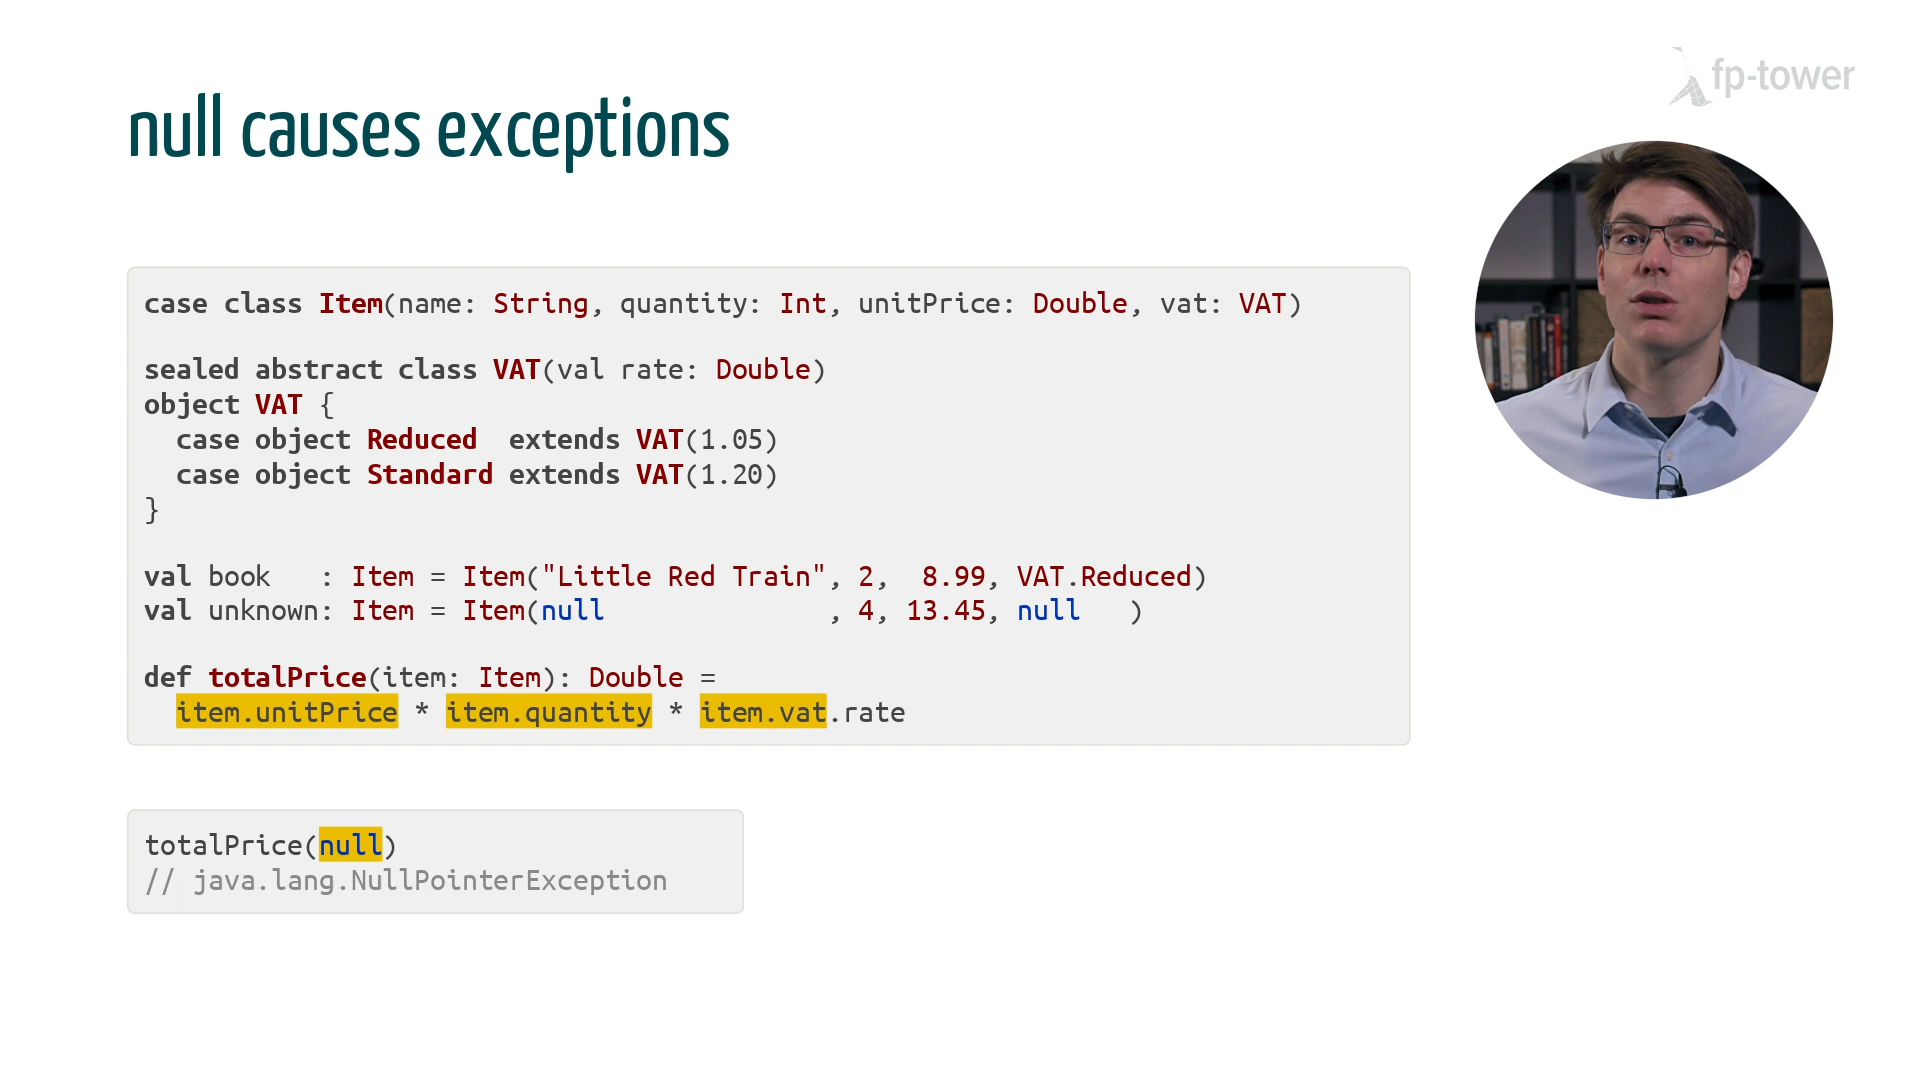 fp-tower
null causes exceptions
case class Item(name: String, quantity: Int, unitPrice: Double, vat: VAT)
sealed abstract class VAT(val rate: Double)
object VAT {
  case object Reduced  extends VAT(1.05)
  case object Standard extends VAT(1.20)
}
val book   : Item = Item("Little Red Train", 2,  8.99, VAT.Reduced)
val unknown: Item = Item(null              , 4, 13.45, null   )
def totalPrice(item: Item): Double =
  item.unitPrice * item.quantity * item.vat.rate
totalPrice(null)
// java.lang.NullPointerException